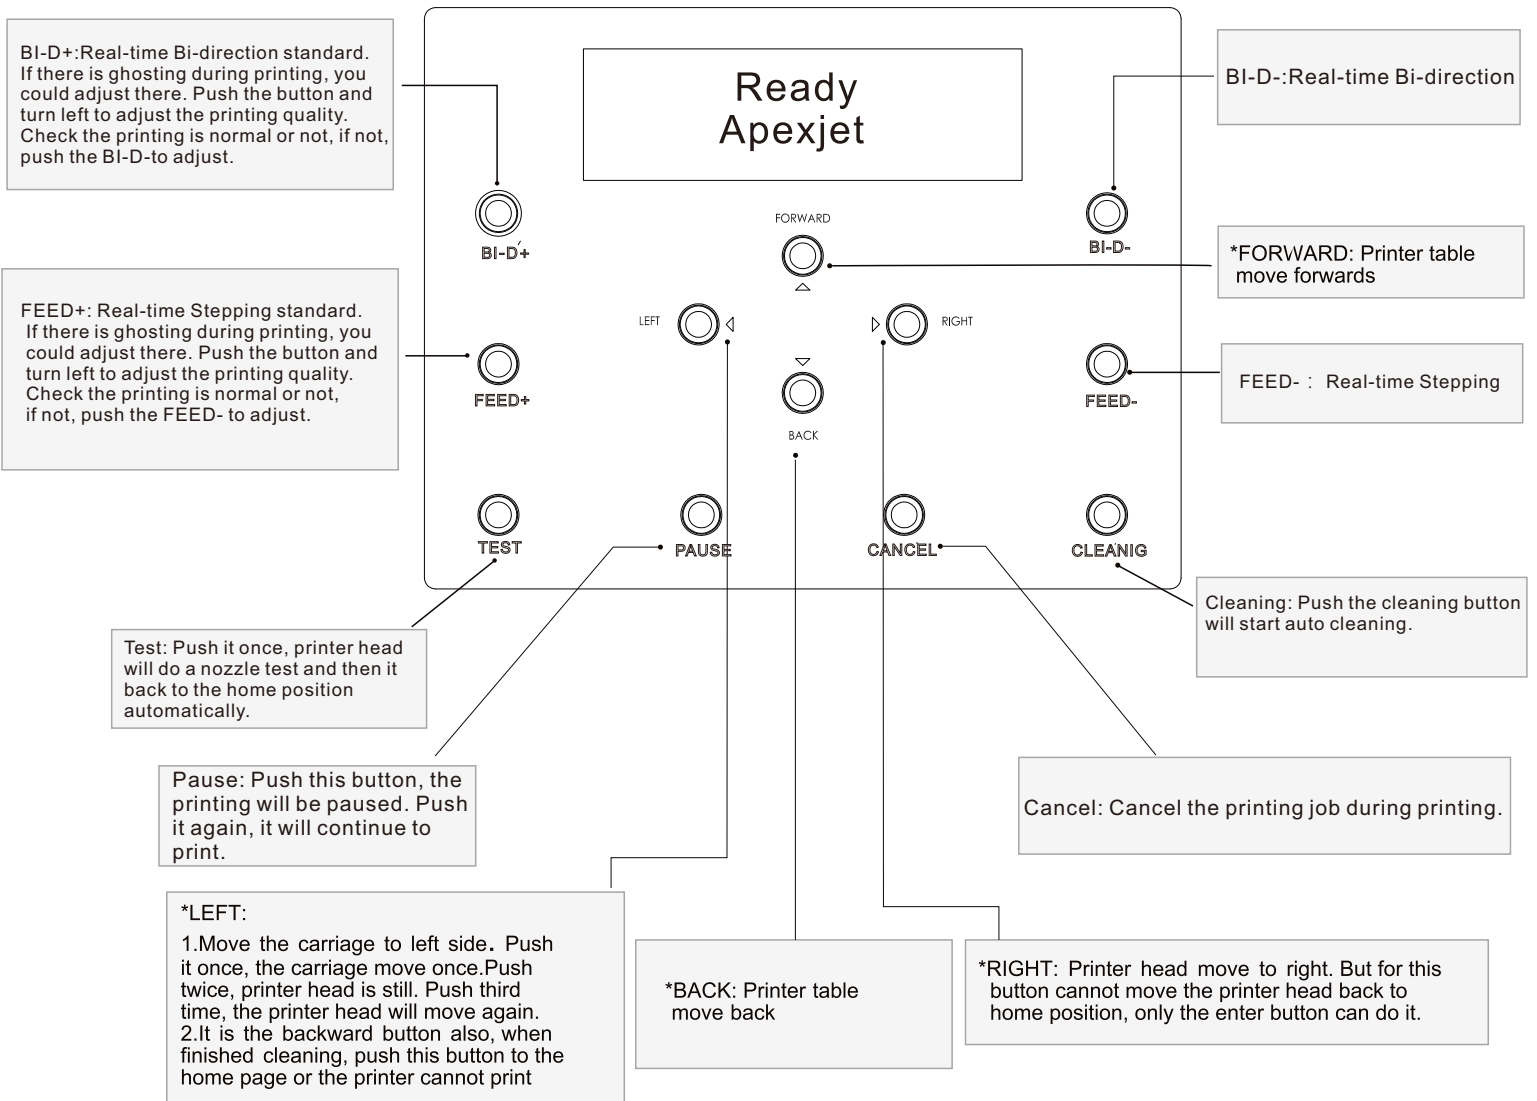 BI-D+:Real-time Bi-direction standard.
If there is ghosting during printing, you
could adjust there. Push the button and
turn left to adjust the printing quality.
Check the printing is normal or not, if not,
push the BI-D-to adjust.
Ready
Apexjet
BI-D-:Real-time Bi-direction
BI-D+
FORWARD
BI-D-
*FORWARD: Printer table
move forwards
FEED+: Real-time Stepping standard.
If there is ghosting during printing, you
could adjust there. Push the button and
turn left to adjust the printing quality.
Check the printing is normal or not,
if not, push the FEED- to adjust.
LEFT
RIGHT
FEED+
BACK
FEED-
FEED- : Real-time Stepping
TEST
PAUSE
CANCEL
CLEANIG
Cleaning: Push the cleaning button
will start auto cleaning.
Test: Push it once, printer head
will do a nozzle test and then it
back to the home position
automatically.
Pause: Push this button, the
printing will be paused. Push
it again, it will continue to
print.
Cancel: Cancel the printing job during printing.
*LEFT:
1.Move the carriage to left side. Push
it once, the carriage move once.Push
twice, printer head is still. Push third
time, the printer head will move again.
2.It is the backward button also, when
finished cleaning, push this button to the
home page or the printer cannot print
*BACK: Printer table
move back
*RIGHT: Printer head move to right. But for this
button cannot move the printer head back to
home position, only the enter button can do it.